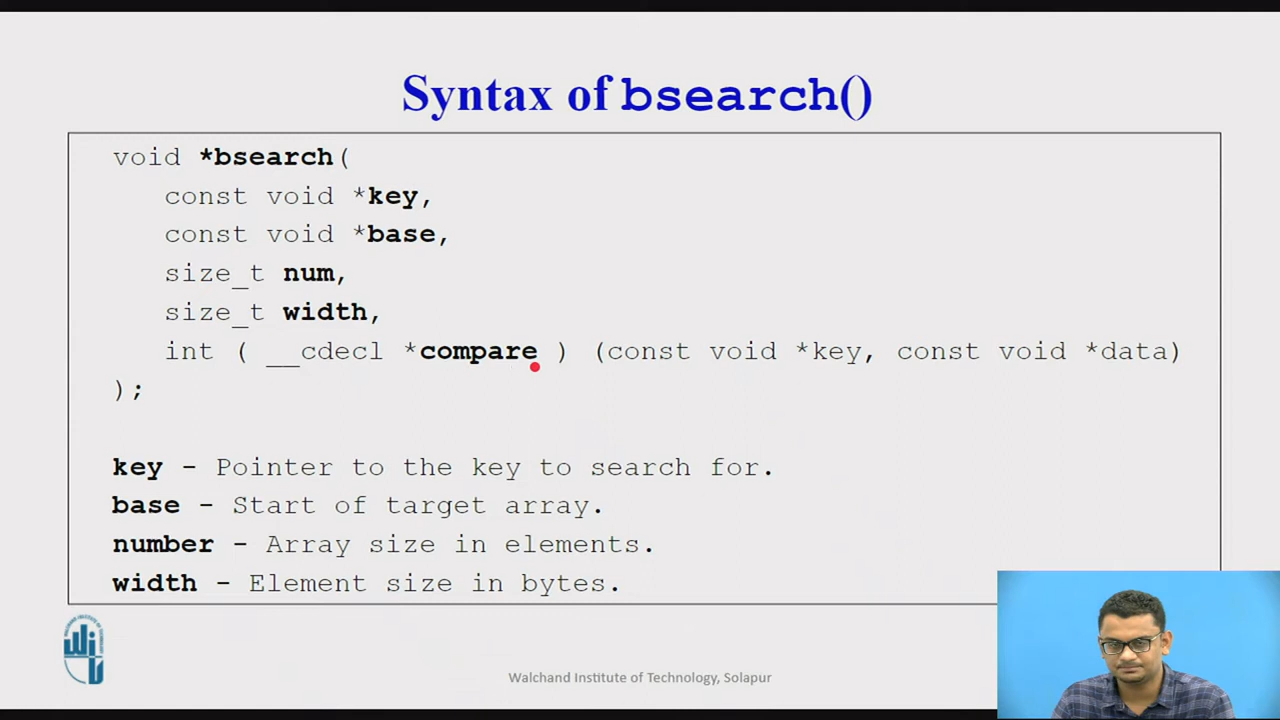 Syntax of bsearch()
void *bsearch(
const void *key,
const void *base,
size_t num,
size_t width,
int ( __cdecl *compare ) (const void *key, const void *data)
);
key - Pointer to the key to search for.
base - Start of target array.
number - Array size in elements.
width - Element size in bytes.
Walchand Institute of Technology, Solapur